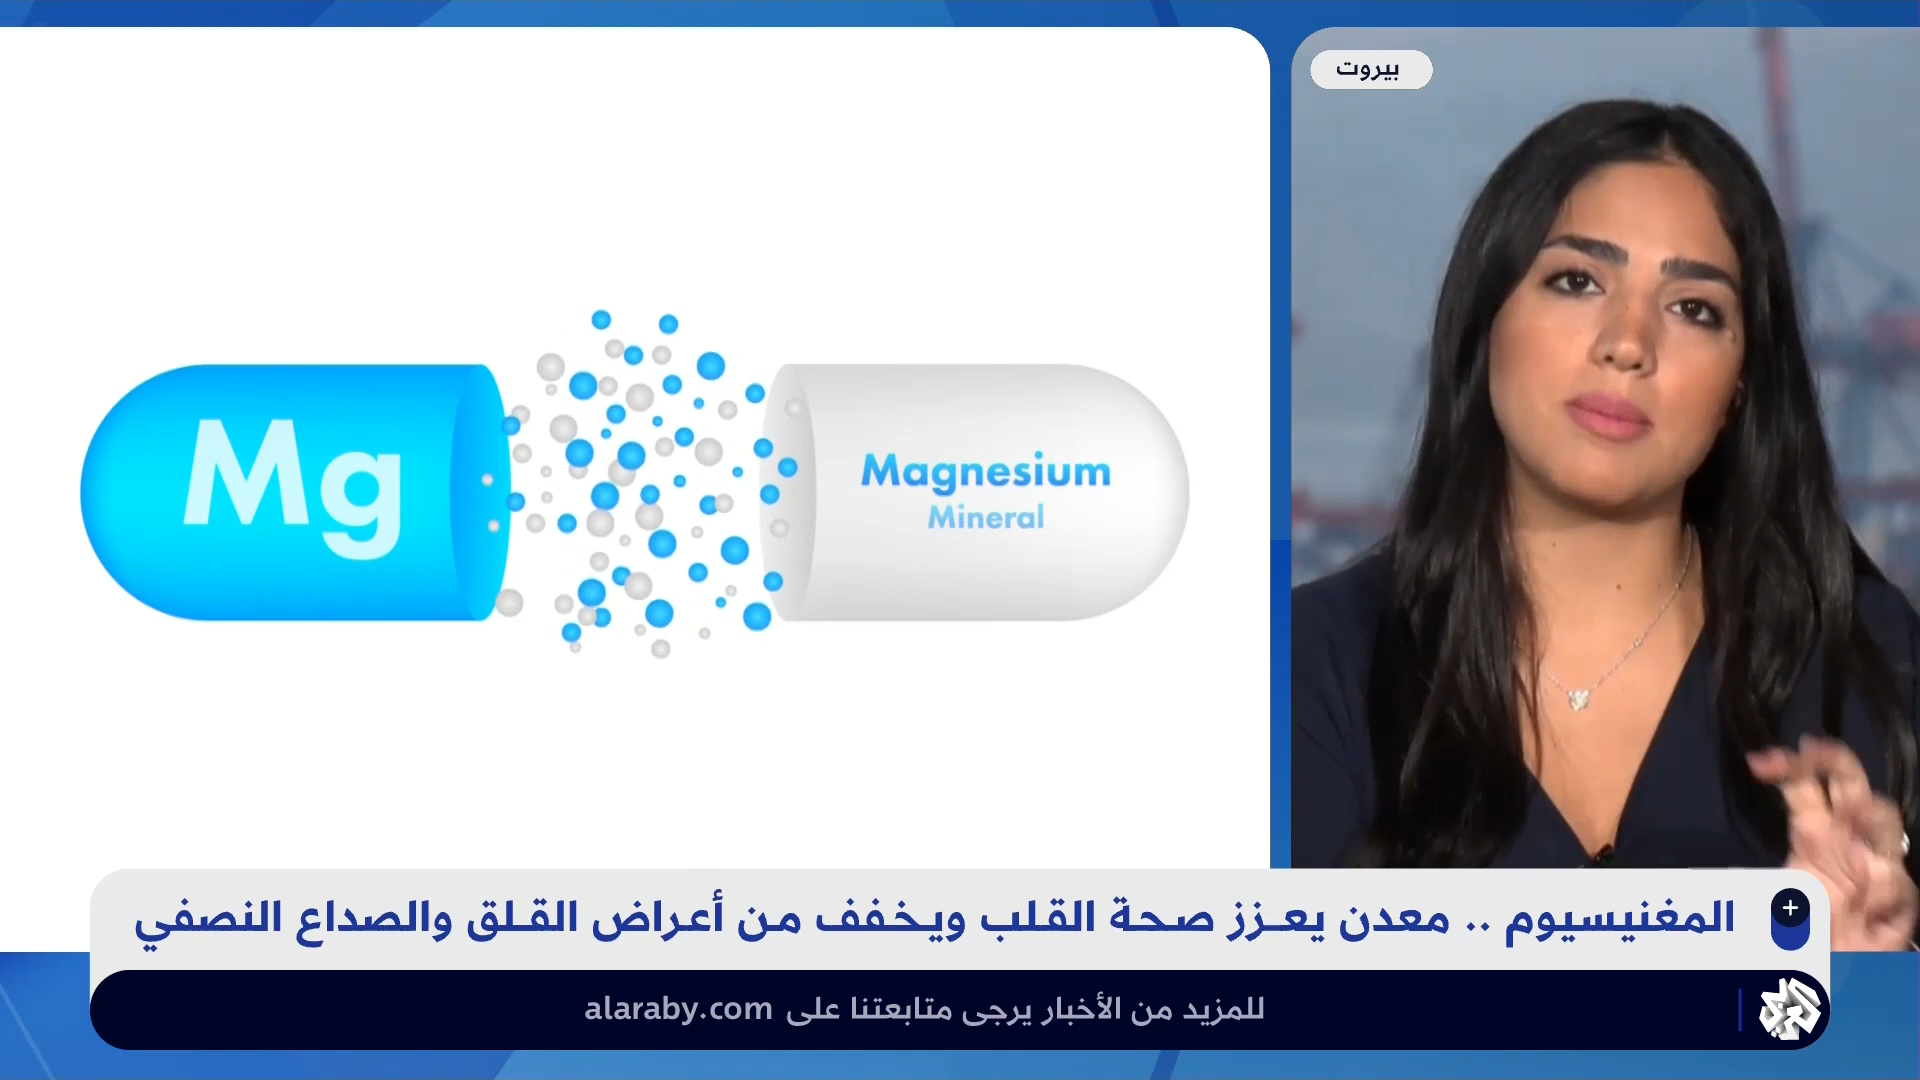 بيروت
Mg
Magnesium
Mineral
المغنيسيوم .. معدن يعزز صحة القلب ويخفف من أعراض القلق والصداع النصفي
للمزيد من الأخبار يرجى متابعتنا على alaraby.com